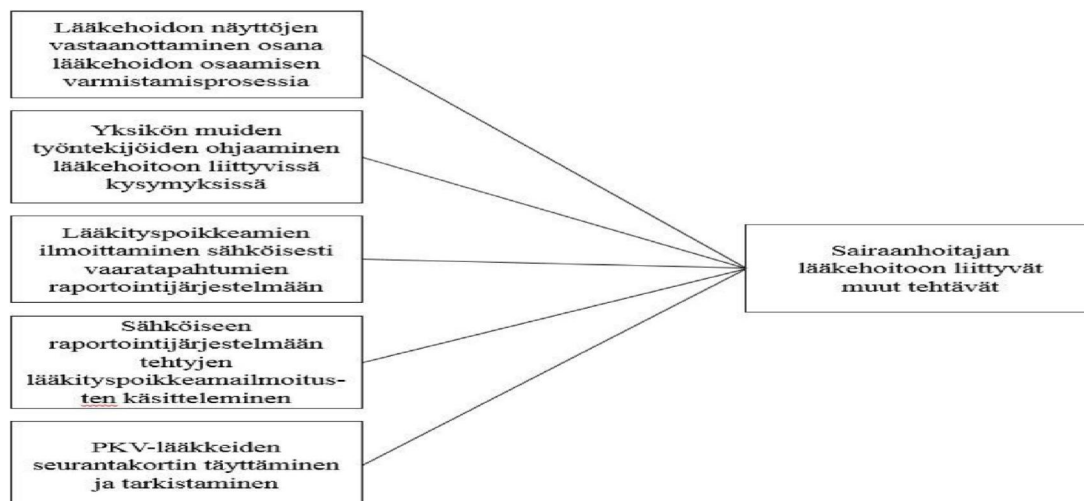 Lääkehoidon näyttöjen
vastaanottaminen osana
lääkehoidon osaamisen
varmistamisprosessia
Yksikön muiden
työntekijöiden ohjaaminen
lääkehoitoon liittyvissä
kysymyksissä
Lääkityspoikkeamien
ilmoittaminen sähköisesti
vaaratapahtumien
raportointijärjestelmään
Sähköiseen
raportointijärjestelmään
tehtyjen
lääkityspoikkeamailmoitus-
ten käsitteleminen
PKV-lääkkeiden
seurantakortin täyttäminen
ja tarkistaminen
Sairaanhoitajan
lääkehoitoon liittyvät
muut tehtävät